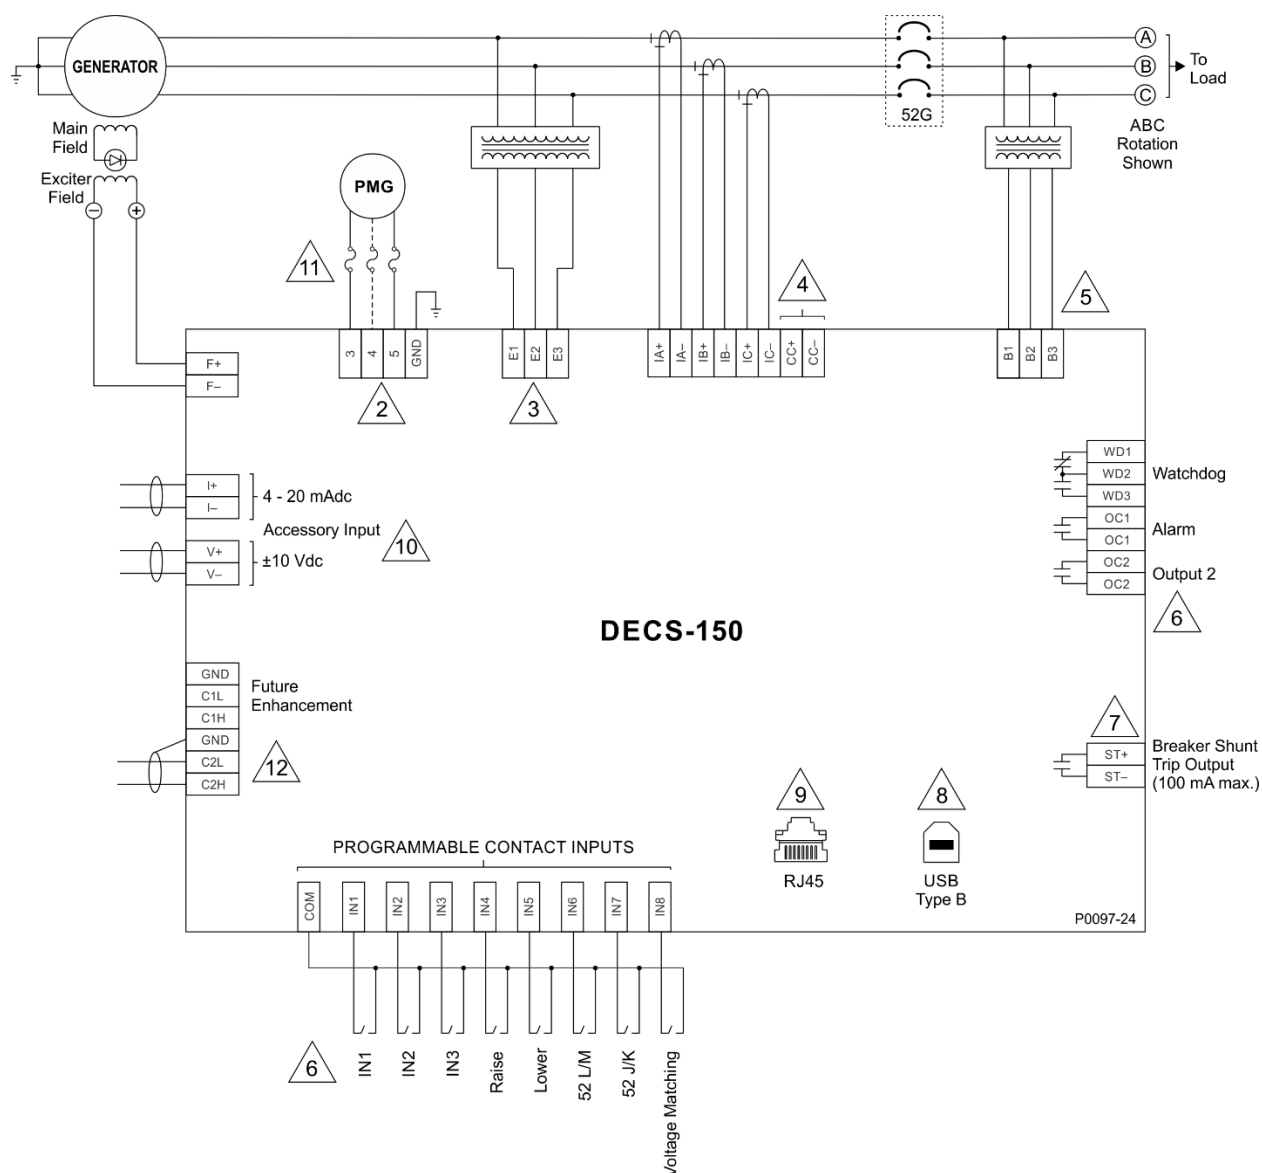 GENERATOR
A
B
C
To
Load
52G
ABC
Rotation
Shown
Main
Field
Exciter
Field
−
+
PMG
11
4
5
3
4
5
GND
E1
E2
E3
IA+
IA−
IB+
IB−
IC+
IC−
CC+
CC−
B1
B2
B3
2
3
F+
F−
I+
I−
4 - 20 mAdc
Accessory Input
10
V+
V−
±10 Vdc
WD1
WD2
WD3
Watchdog
OC1
OC1
Alarm
OC2
OC2
Output 2
6
DECS-150
GND
C1L
C1H
GND
C2L
C2H
Future
Enhancement
12
7
ST+
ST−
Breaker Shunt
Trip Output
(100 mA max.)
9
RJ45
8
USB
Type B
PROGRAMMABLE CONTACT INPUTS
COM
IN1
IN2
IN3
IN4
IN5
IN6
IN7
IN8
P0097-24
6
IN1
IN2
IN3
Raise
Lower
52 L/M
52 J/K
Voltage Matching